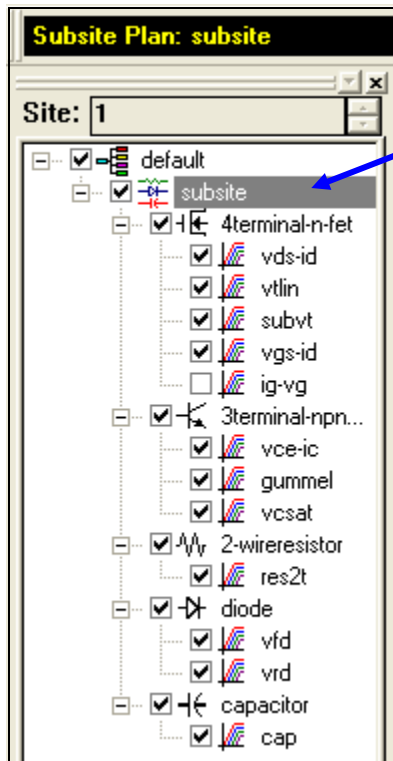 Subsite Plan: subsite
Site: 1
default
subsite
4terminal-n-fet
vds-id
vtlin
subvt
vgs-id
ig-vg
3terminal-npn...
vce-ic
gummel
vcsat
2-wireresistor
res2t
diode
vfd
vrd
capacitor
cap